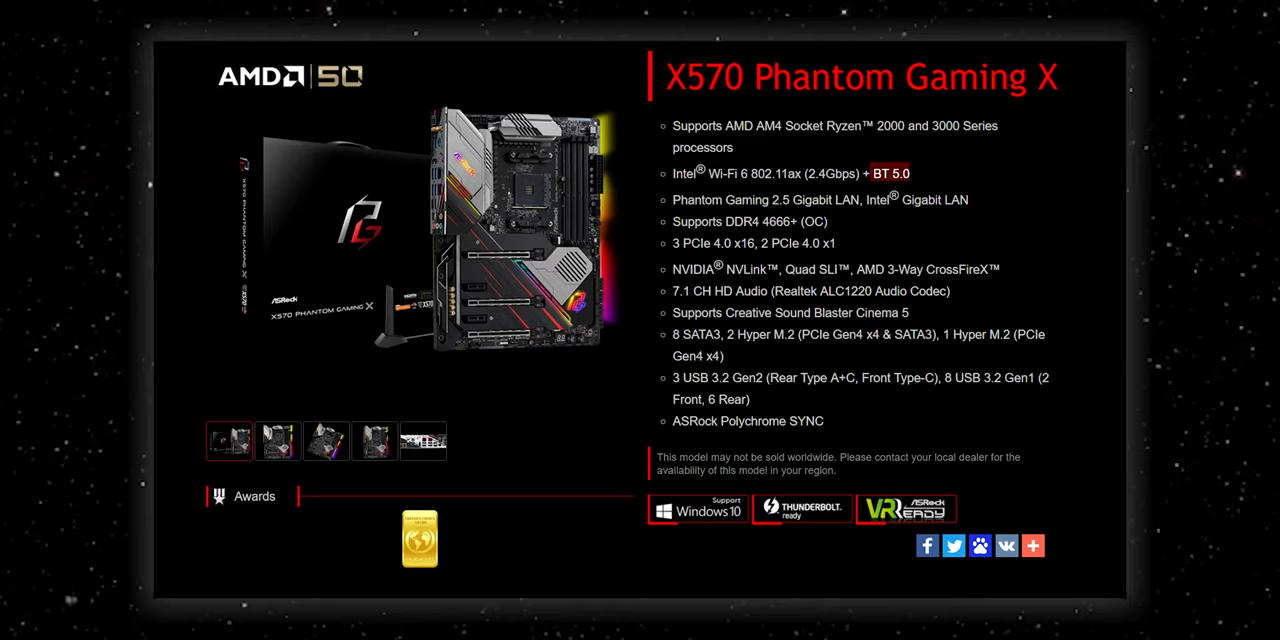 AMD 50
X570 Phantom Gaming X
Supports AMD AM4 Socket Ryzen™ 2000 and 3000 Series
processors
Intel® Wi-Fi 6 802.11ax (2.4Gbps) + BT 5.0
Phantom Gaming 2.5 Gigabit LAN, Intel® Gigabit LAN
Supports DDR4 4666+ (OC)
3 PCIe 4.0 x16, 2 PCIe 4.0 x1
NVIDIA® NVLink™, Quad SLI™, AMD 3-Way CrossFireX™
7.1 CH HD Audio (Realtek ALC1220 Audio Codec)
Supports Creative Sound Blaster Cinema 5
8 SATA3, 2 Hyper M.2 (PCIe Gen4 x4 & SATA3), 1 Hyper M.2 (PCIe
Gen4 x4)
3 USB 3.2 Gen2 (Rear Type A+C, Front Type-C), 8 USB 3.2 Gen1 (2
Front, 6 Rear)
ASRock Polychrome SYNC
This model may not be sold worldwide. Please contact your local dealer for the
availability of this model in your region.
X570 PHANTOM GAMING X
ASRock
X570 PHANTOM GAMING X
Awards
Support
Windows 10
THUNDERBOLT.
ready
VR READY ASRock